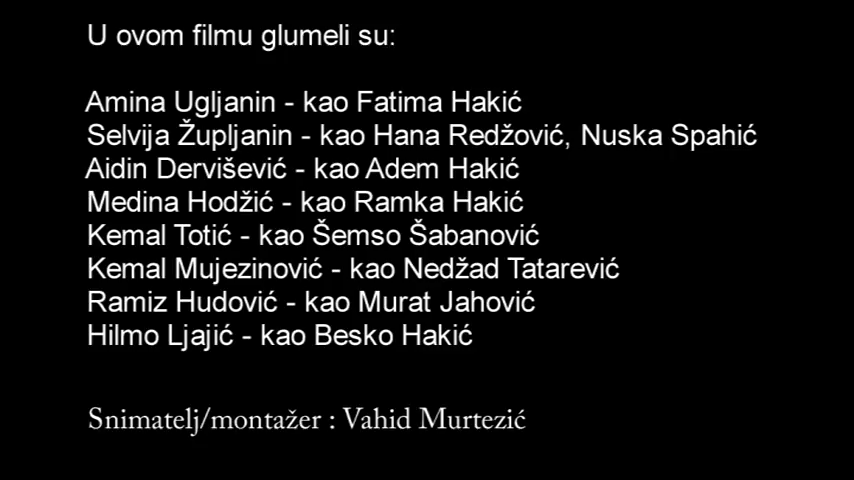 U ovom filmu glumeli su:
Amina Ugljanin - kao Fatima Hakić
Selvija Župljanin - kao Hana Redžović, Nuska Spahić
Aidin Dervišević - kao Adem Hakić
Medina Hodžić - kao Ramka Hakić
Kemal Totić - kao Šemso Šabanović
Kemal Mujezinović - kao Nedžad Tatarević
Ramiz Hudović - kao Murat Jahović
Hilmo Ljajić - kao Besko Hakić
Snimatelj/montažer : Vahid Murtezić